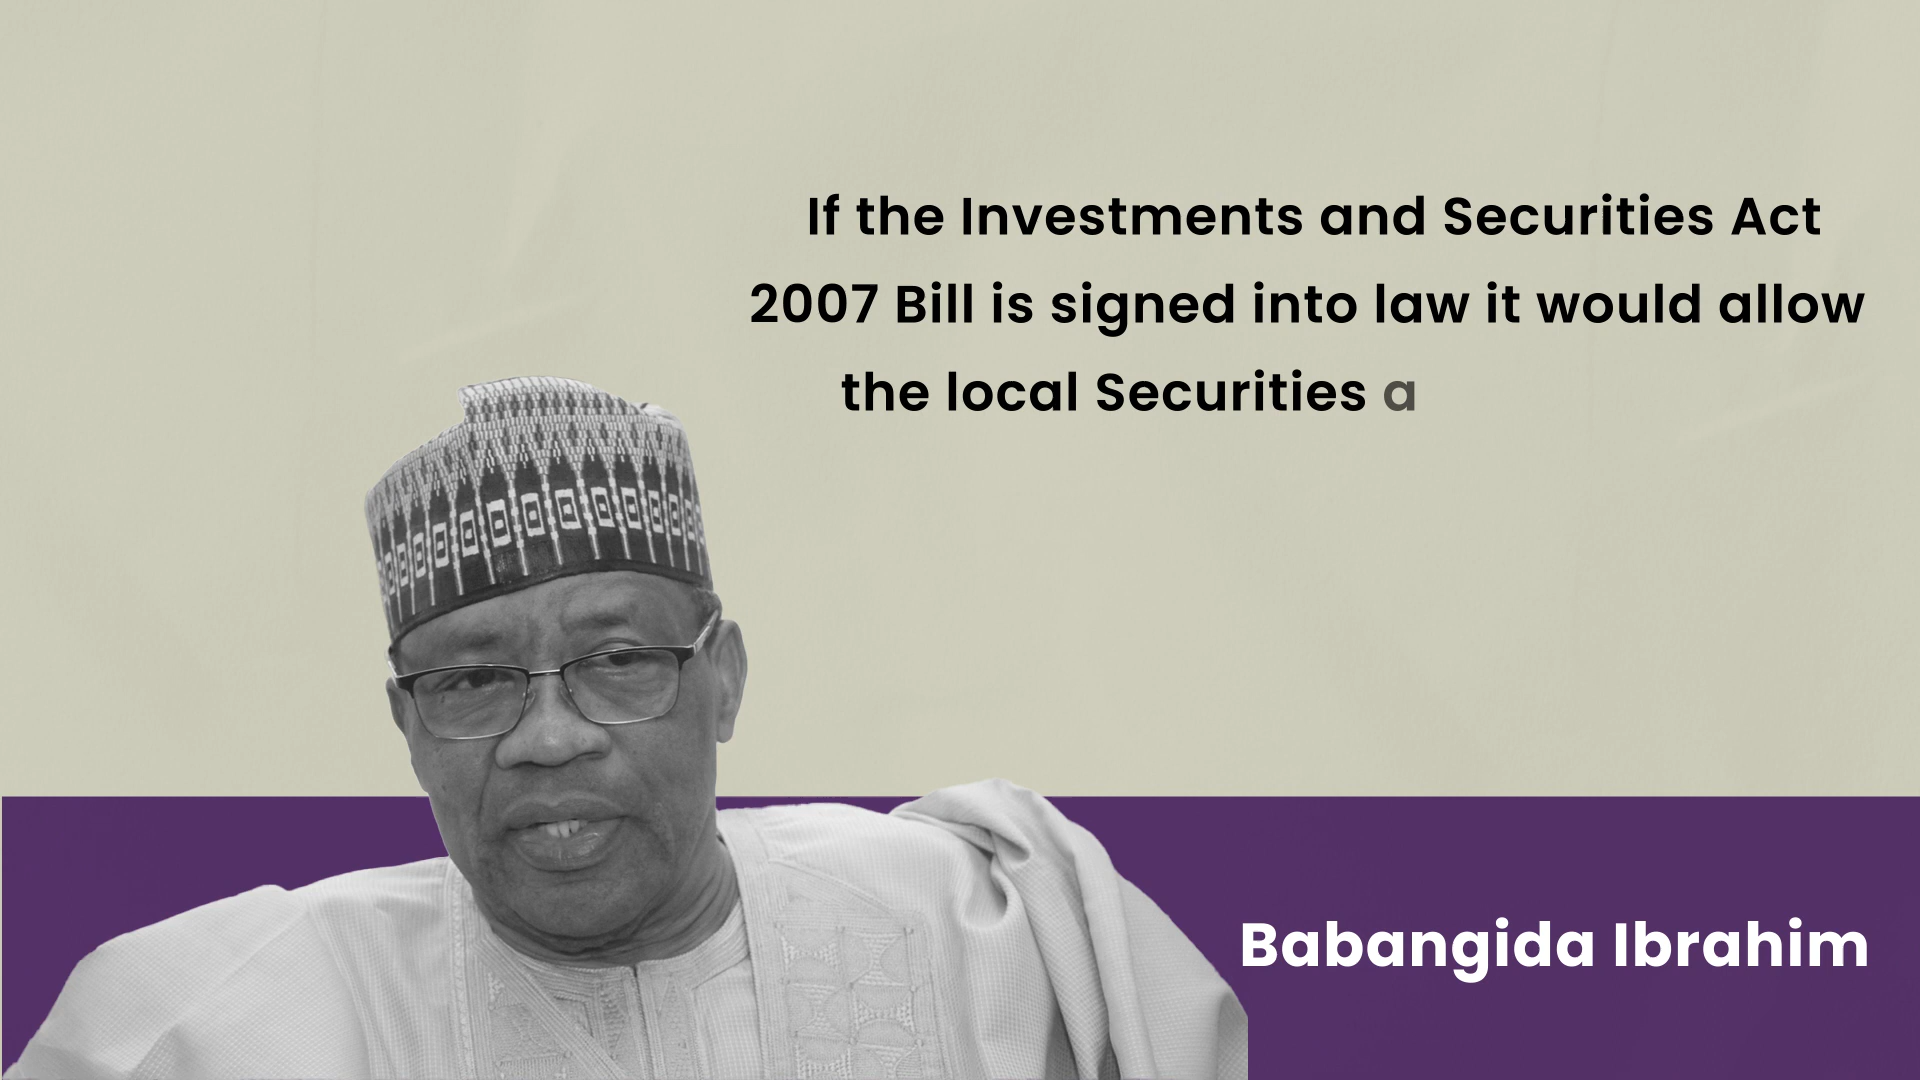 If the Investments and Securities Act
2007 Bill is signed into law it would allow
the local Securities a
Babangida Ibrahim